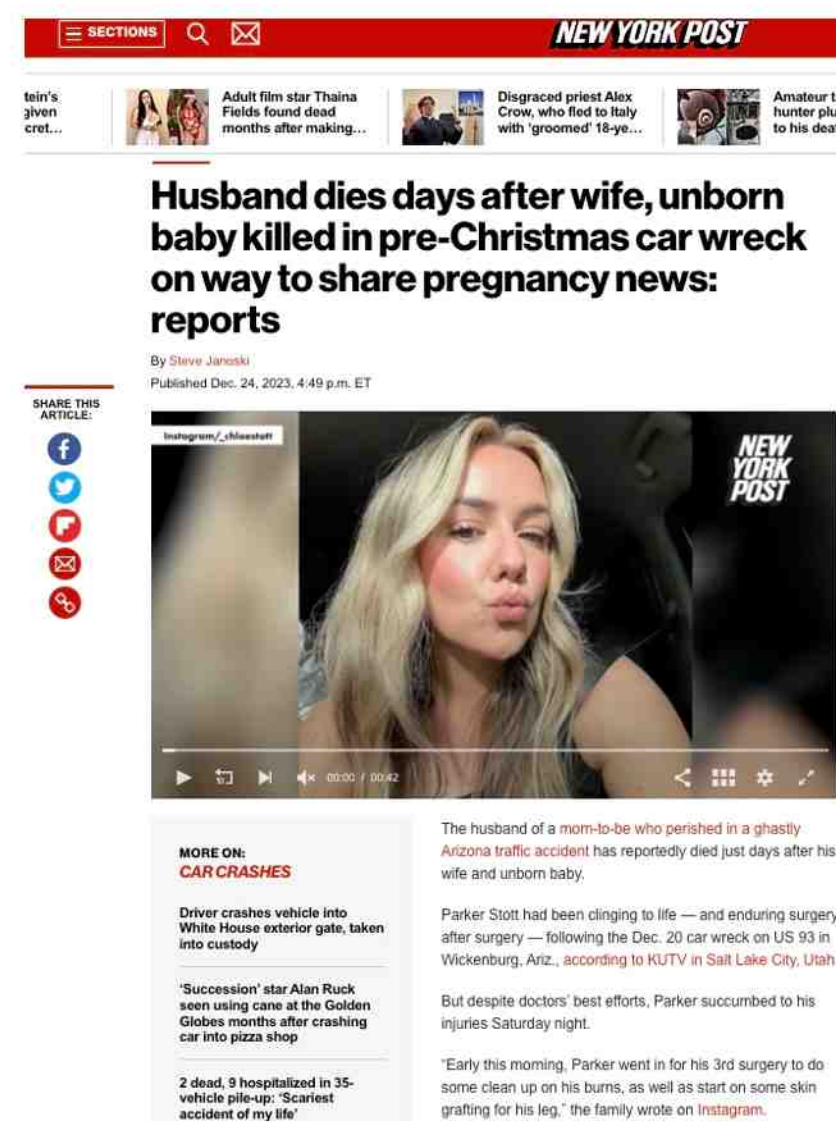 SECTIONS
NEW YORK POST
tein's
given
cret...
Adult film star Thaina
Fields found dead
months after making...
Disgraced priest Alex
Crow, who fled to Italy
with 'groomed' 18-ye...
Amateur t
hunter plu
to his dea
Husband dies days after wife, unborn
baby killed in pre-Christmas car wreck
on way to share pregnancy news:
reports
By Steve Janoski
Published Dec. 24, 2023, 4:49 p.m. ET
SHARE THIS
ARTICLE:
Instagram/_chloestott
NEW
YORK
POST
00:00 / 00:42
MORE ON:
CAR CRASHES
Driver crashes vehicle into
White House exterior gate, taken
into custody
'Succession' star Alan Ruck
seen using cane at the Golden
Globes months after crashing
car into pizza shop
2 dead, 9 hospitalized in 35-
vehicle pile-up: 'Scariest
accident of my life'
The husband of a mom-to-be who perished in a ghastly
Arizona traffic accident has reportedly died just days after his
wife and unborn baby.
Parker Stott had been clinging to life — and enduring surgery
after surgery — following the Dec. 20 car wreck on US 93 in
Wickenburg, Ariz., according to KUTV in Salt Lake City, Utah
But despite doctors' best efforts, Parker succumbed to his
injuries Saturday night.
"Early this morning, Parker went in for his 3rd surgery to do
some clean up on his burns, as well as start on some skin
grafting for his leg," the family wrote on Instagram.